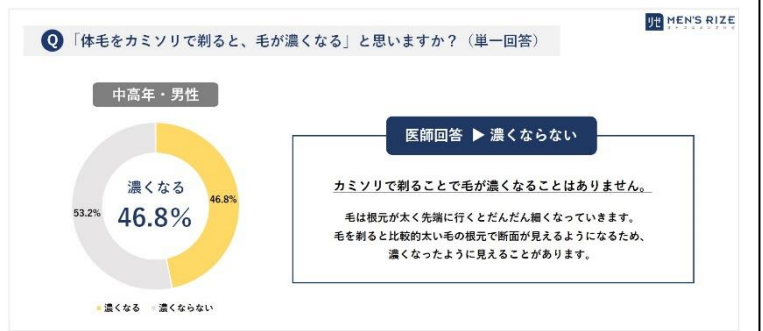 リゼ MEN'S RIZE
Q 「体毛をカミソリで剃ると、毛が濃くなる」と思いますか？（単一回答）
中高年・男性
濃くなる
46.8%
46.8%
53.2%
濃くなる 濃くならない
医師回答 ▶ 濃くならない
カミソリで剃ることで毛が濃くなることはありません。
毛は根元が太く先端に行くとだんだん細くなっていきます。
毛を剃ると比較的太い毛の根元で断面が見えるようになるため、
濃くなったように見えることがあります。